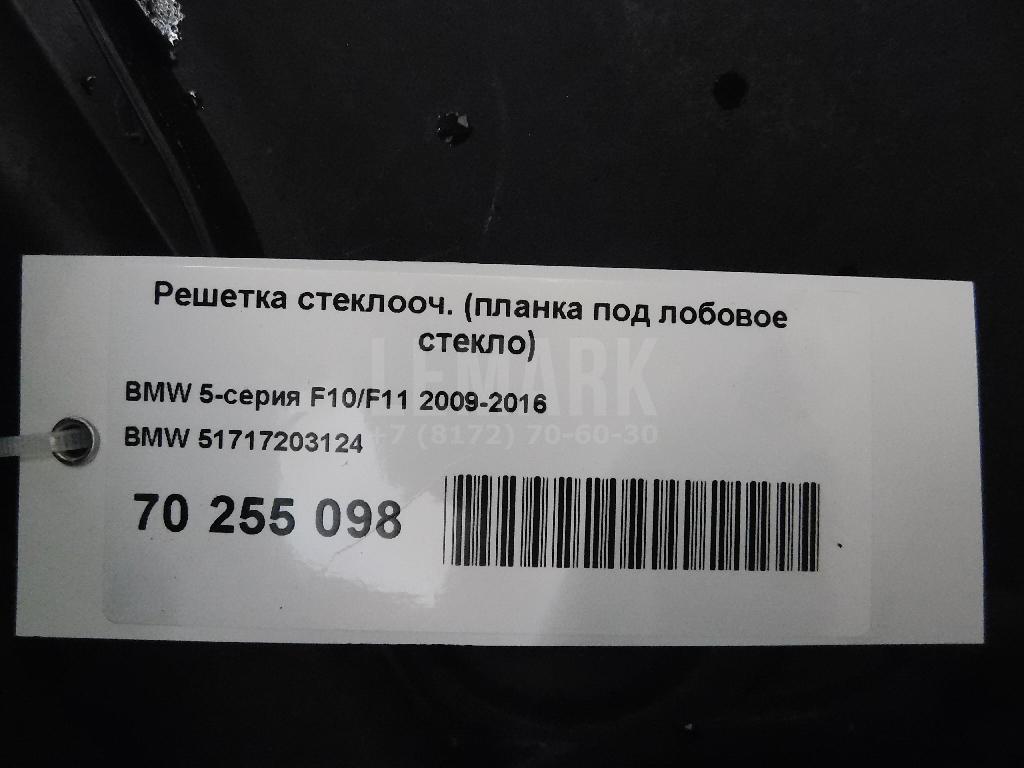 Решетка стеклооч. (планка под лобовое
стекло)
LEMARK
BMW 5-серия F10/F11 2009-2016
+7 (8172) 70-60-30
BMW 51717203124
70 255 098